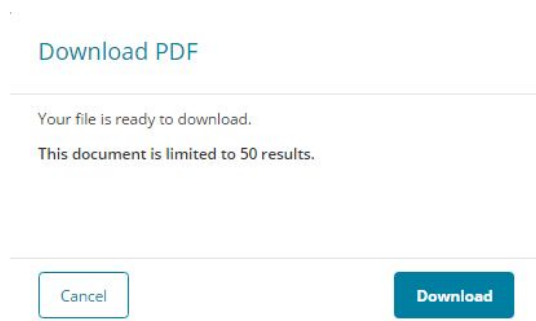 Download PDF
Your file is ready to download.
This document is limited to 50 results.
Cancel
Download